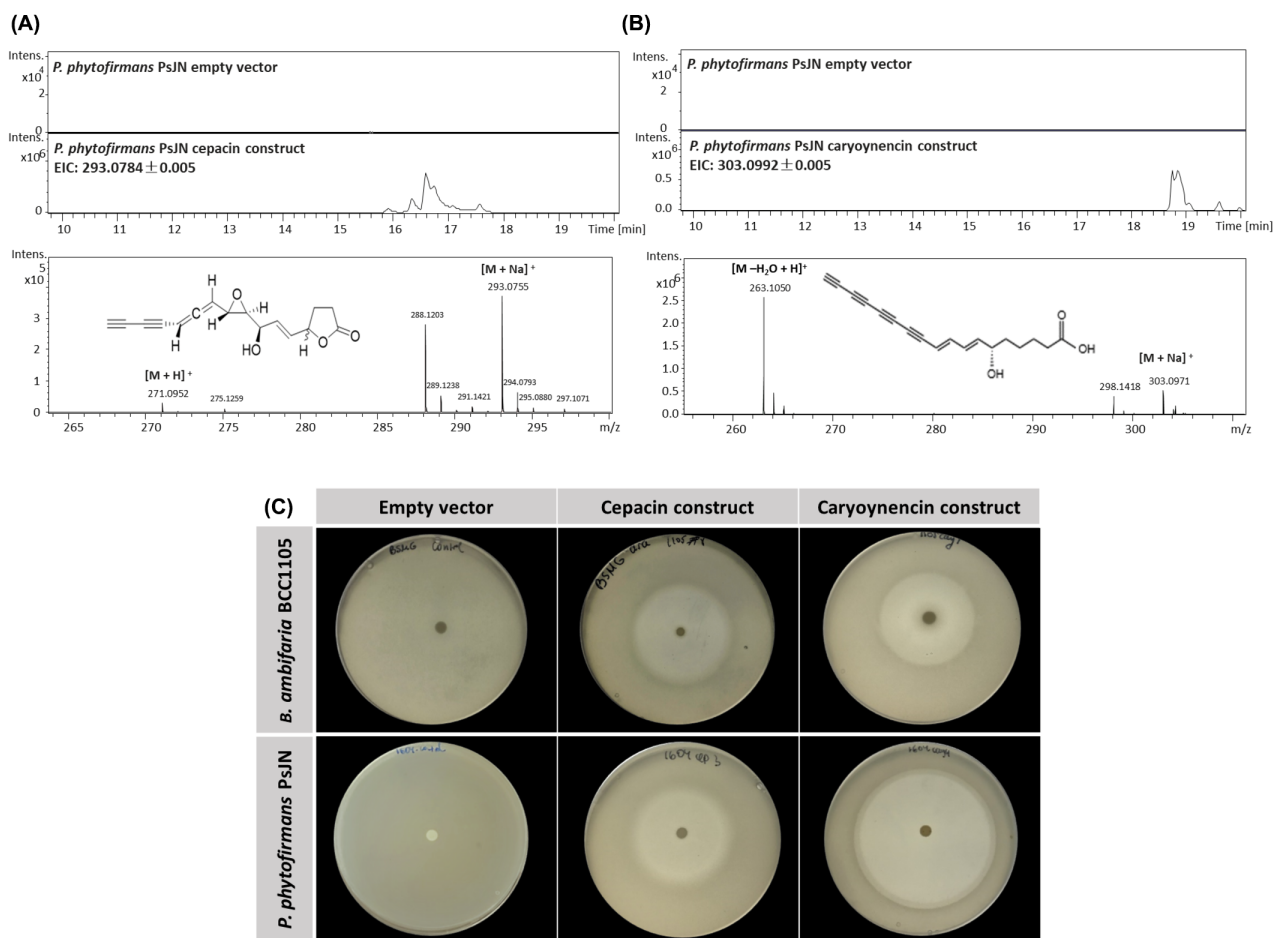 (A)
Intens.
x10
4
2
0
P. phytofirmans PsJN empty vector
Intens.
x10
6
0
P. phytofirmans PsJN cepacin construct
EIC: 293.0784±0.005
10 11 12 13 14 15 16 17 18 19 Time [min]
Intens.
5
x10
3
2
1
0
[M + H] +
271.0952
275.1259
288.1203
289.1238
291.1421
[M + Na] +
293.0755
294.0793
295.0880
297.1071
H
C
O
H
H
H
HO
H
O
O
265 270 275 280 285 290 295 m/z
(B)
Intens.
x10
4
2
0
P. phytofirmans PsJN empty vector
Intens.
x10
6
0.5
0.0
P. phytofirmans PsJN caryoynencin construct
EIC: 303.0992±0.005
10 11 12 13 14 15 16 17 18 19 Time [min]
Intens.
x10
6
2.5
2.0
1.5
1.0
0.5
0.0
[M –H2O + H]+
263.1050
O
OH
OH
298.1418
[M + Na] +
303.0971
260 270 280 290 300 m/z
(C)
Empty vector Cepacin construct Caryoynencin construct
B. ambifaria BCC1105
BSMG Control
BSMG ara 1105
P. phytofirmans PsJN